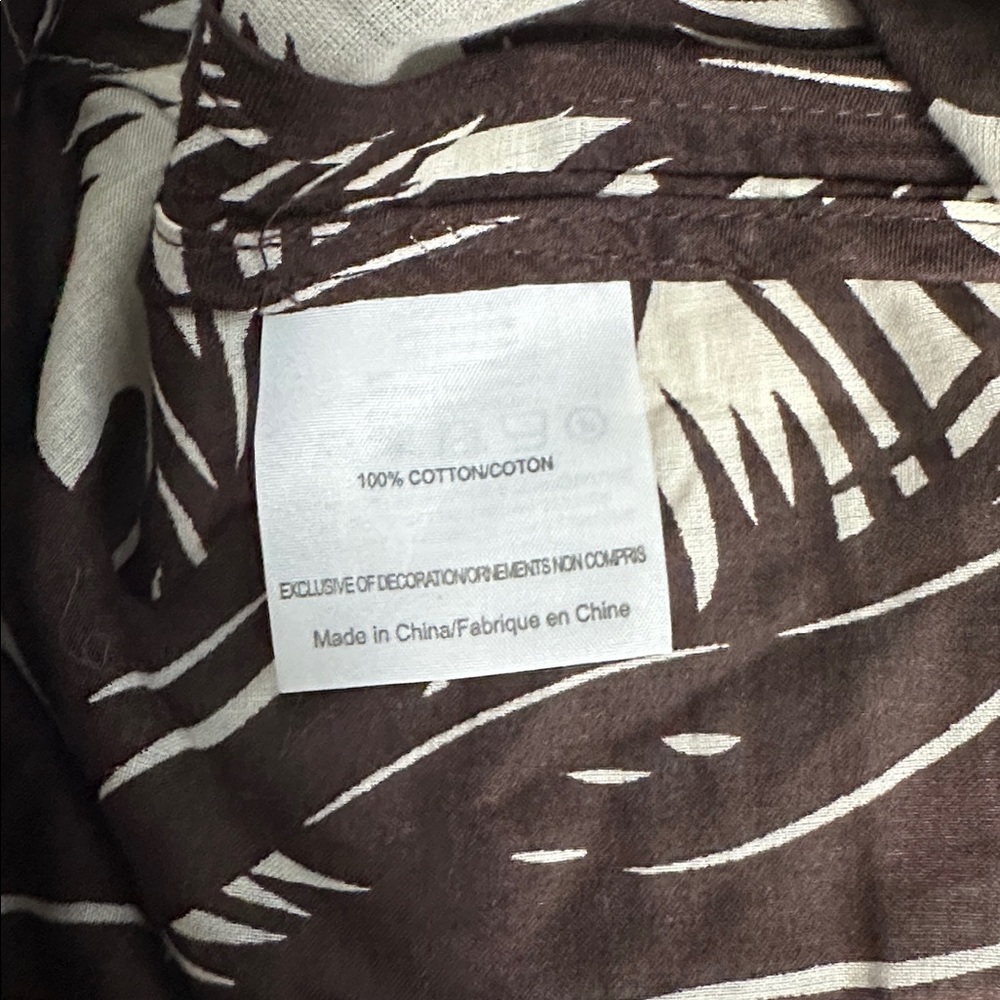 100% COTTON/COTON
EXCLUSIVE OF DECORATION/ORNEMENTS NON COMPRIS
Made in China/Fabrique en Chine